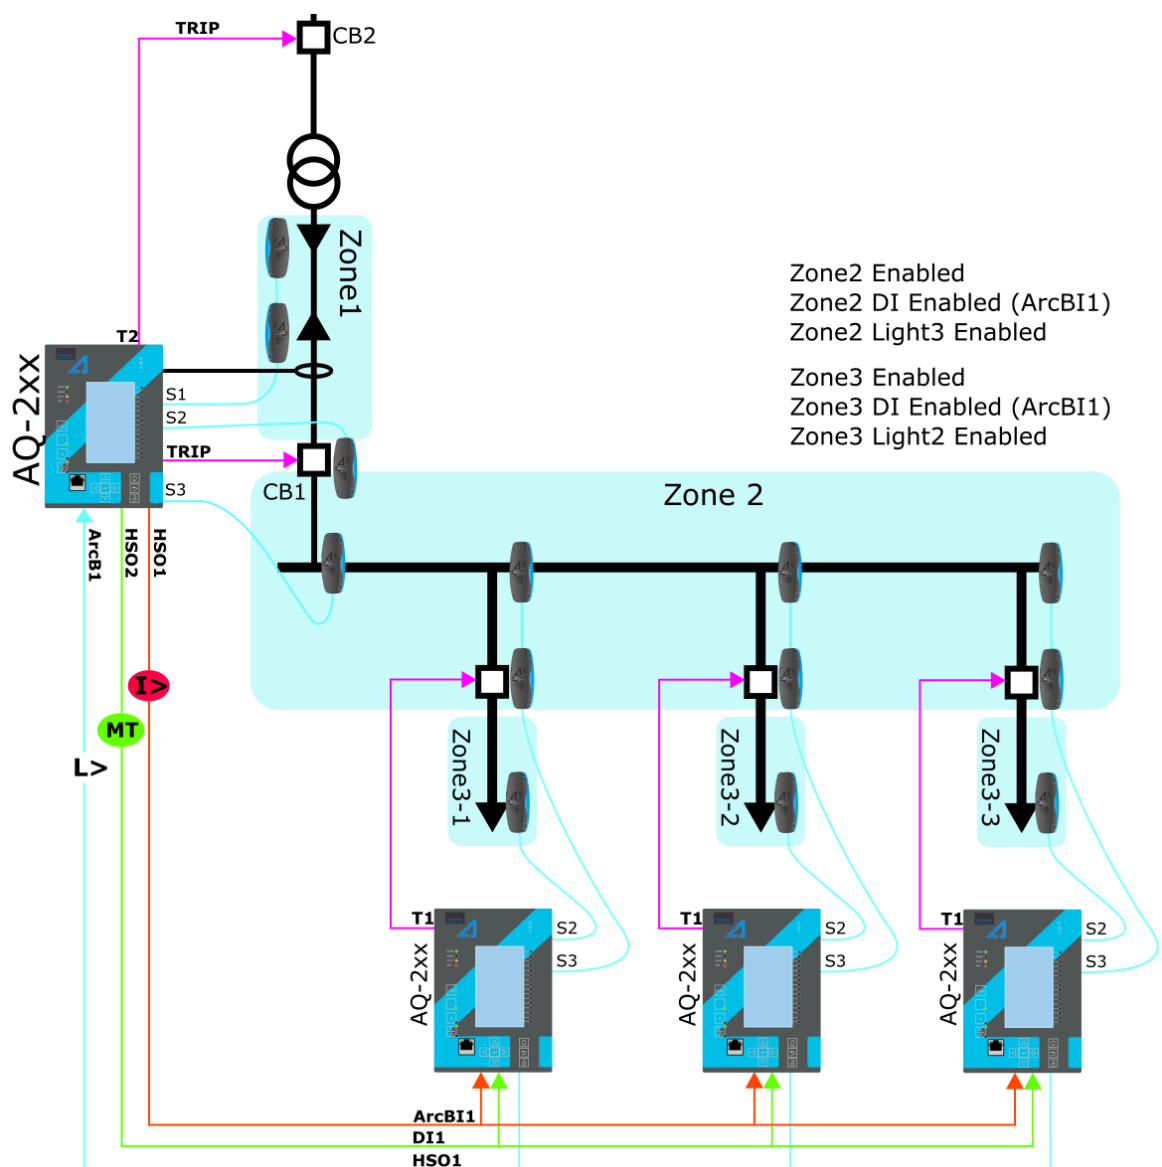 TRIP
CB2
Zone1
Zone2 Enabled
Zone2 DI Enabled (ArcBI1)
Zone2 Light3 Enabled
Zone3 Enabled
Zone3 DI Enabled (ArcBI1)
Zone3 Light2 Enabled
T2
AQ-2xx
S1
S2
TRIP
S3
CB1
Zone 2
ArcB1
HSO2
HSO1
I>
MT
L>
Zone3-1
Zone3-2
Zone3-3
T1
S2
S3
AQ-2xx
T1
S2
S3
AQ-2xx
T1
S2
S3
AQ-2xx
ArcBI1
DI1
HSO1